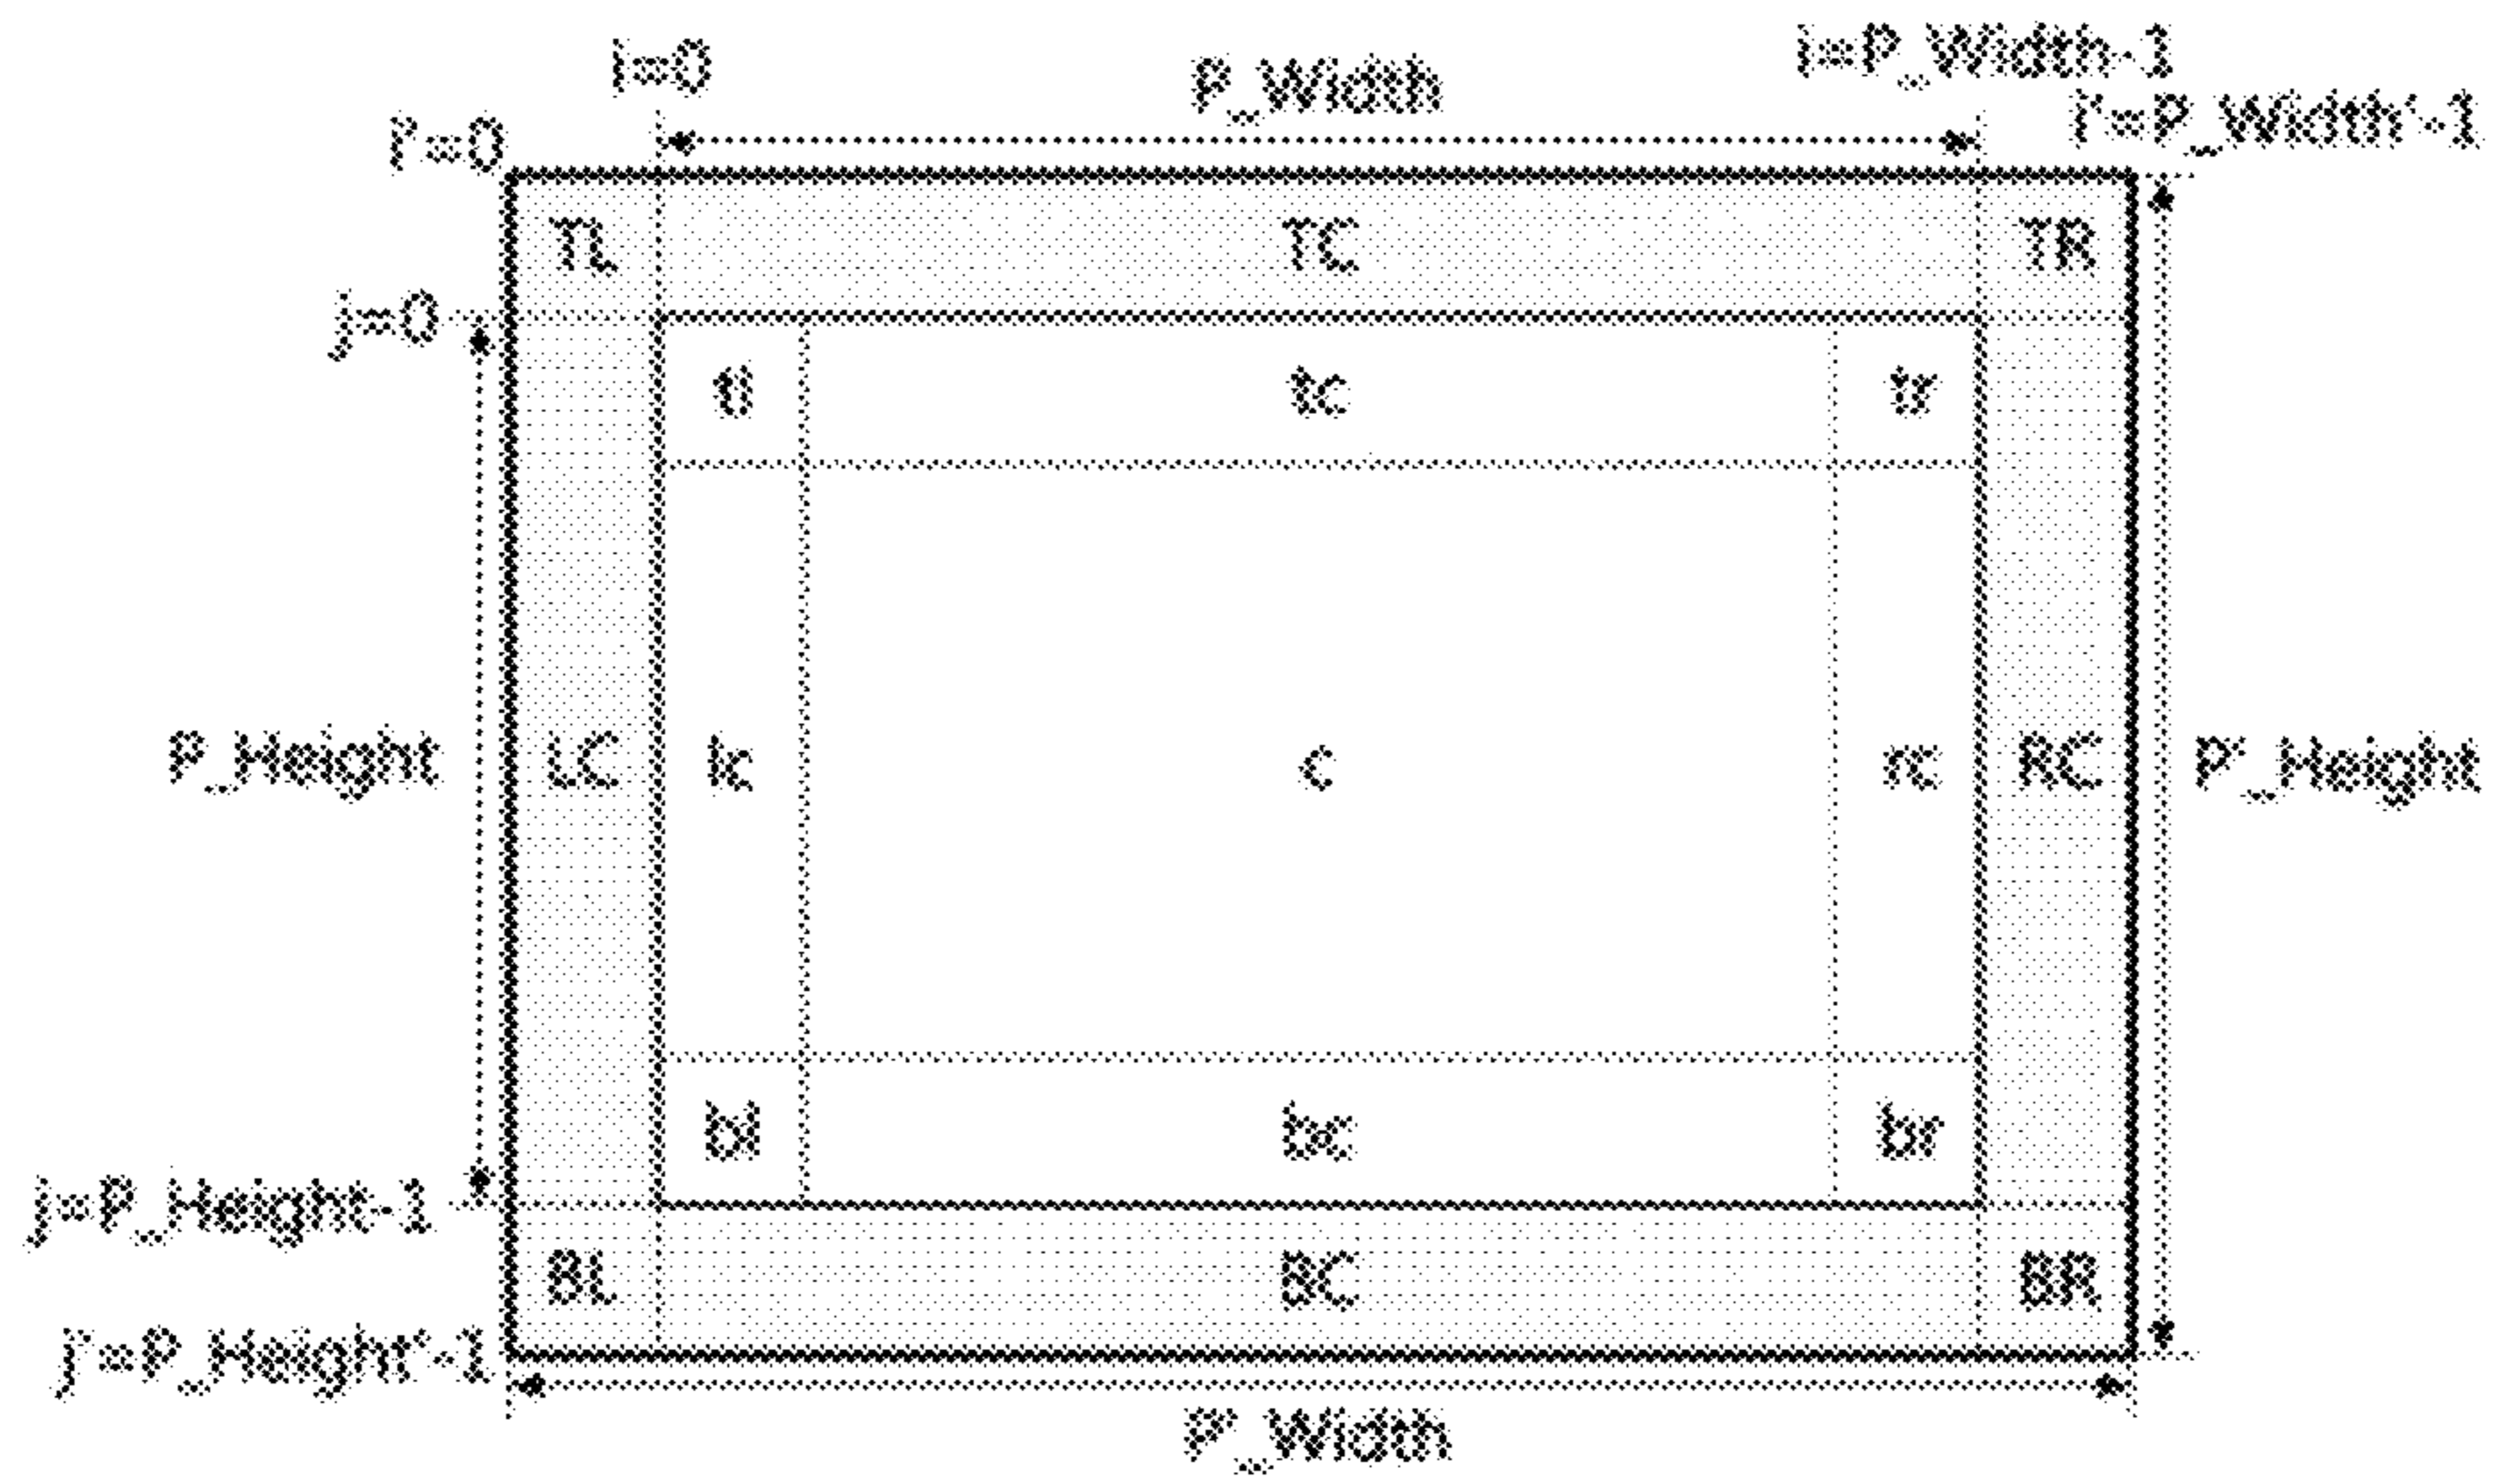 i=0
P_Width
i=P_Width-1
i'=0
i'=P_Width'-1
TL TC TR
j=0
tl tc tr
P_Height LC lc c rc RC P'_Height
bl bc br
j=P_Height-1
BL BC BR
j'=P_Height'-1
P'_Width